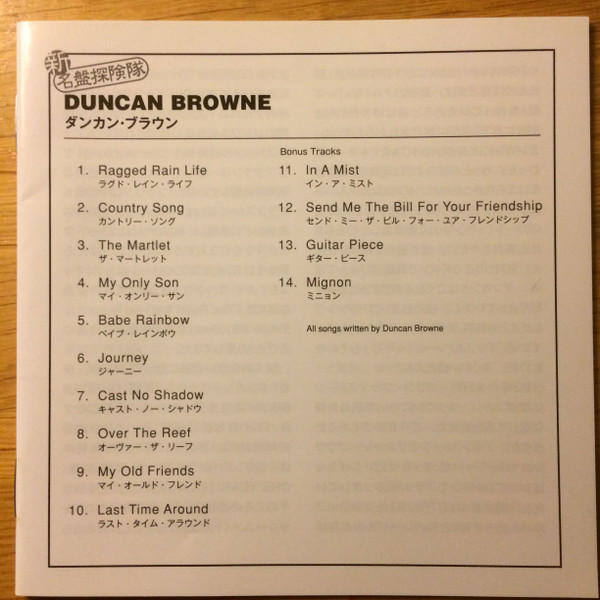 新
名盤探険隊
DUNCAN BROWNE
ダンカン・ブラウン
1. Ragged Rain Life
ラグド・レイン・ライフ
2. Country Song
カントリー・ソング
3. The Martlet
ザ・マートレット
4. My Only Son
マイ・オンリー・サン
5. Babe Rainbow
ベイブ・レインボウ
6. Journey
ジャーニー
7. Cast No Shadow
キャスト・ノー・シャドウ
8. Over The Reef
オーヴァー・ザ・リーフ
9. My Old Friends
マイ・オールド・フレンド
10. Last Time Around
ラスト・タイム・アラウンド
Bonus Tracks
11. In A Mist
イン・ア・ミスト
12. Send Me The Bill For Your Friendship
センド・ミー・ザ・ビル・フォー・ユア・フレンドシップ
13. Guitar Piece
ギター・ピース
14. Mignon
ミニョン
All songs written by Duncan Browne